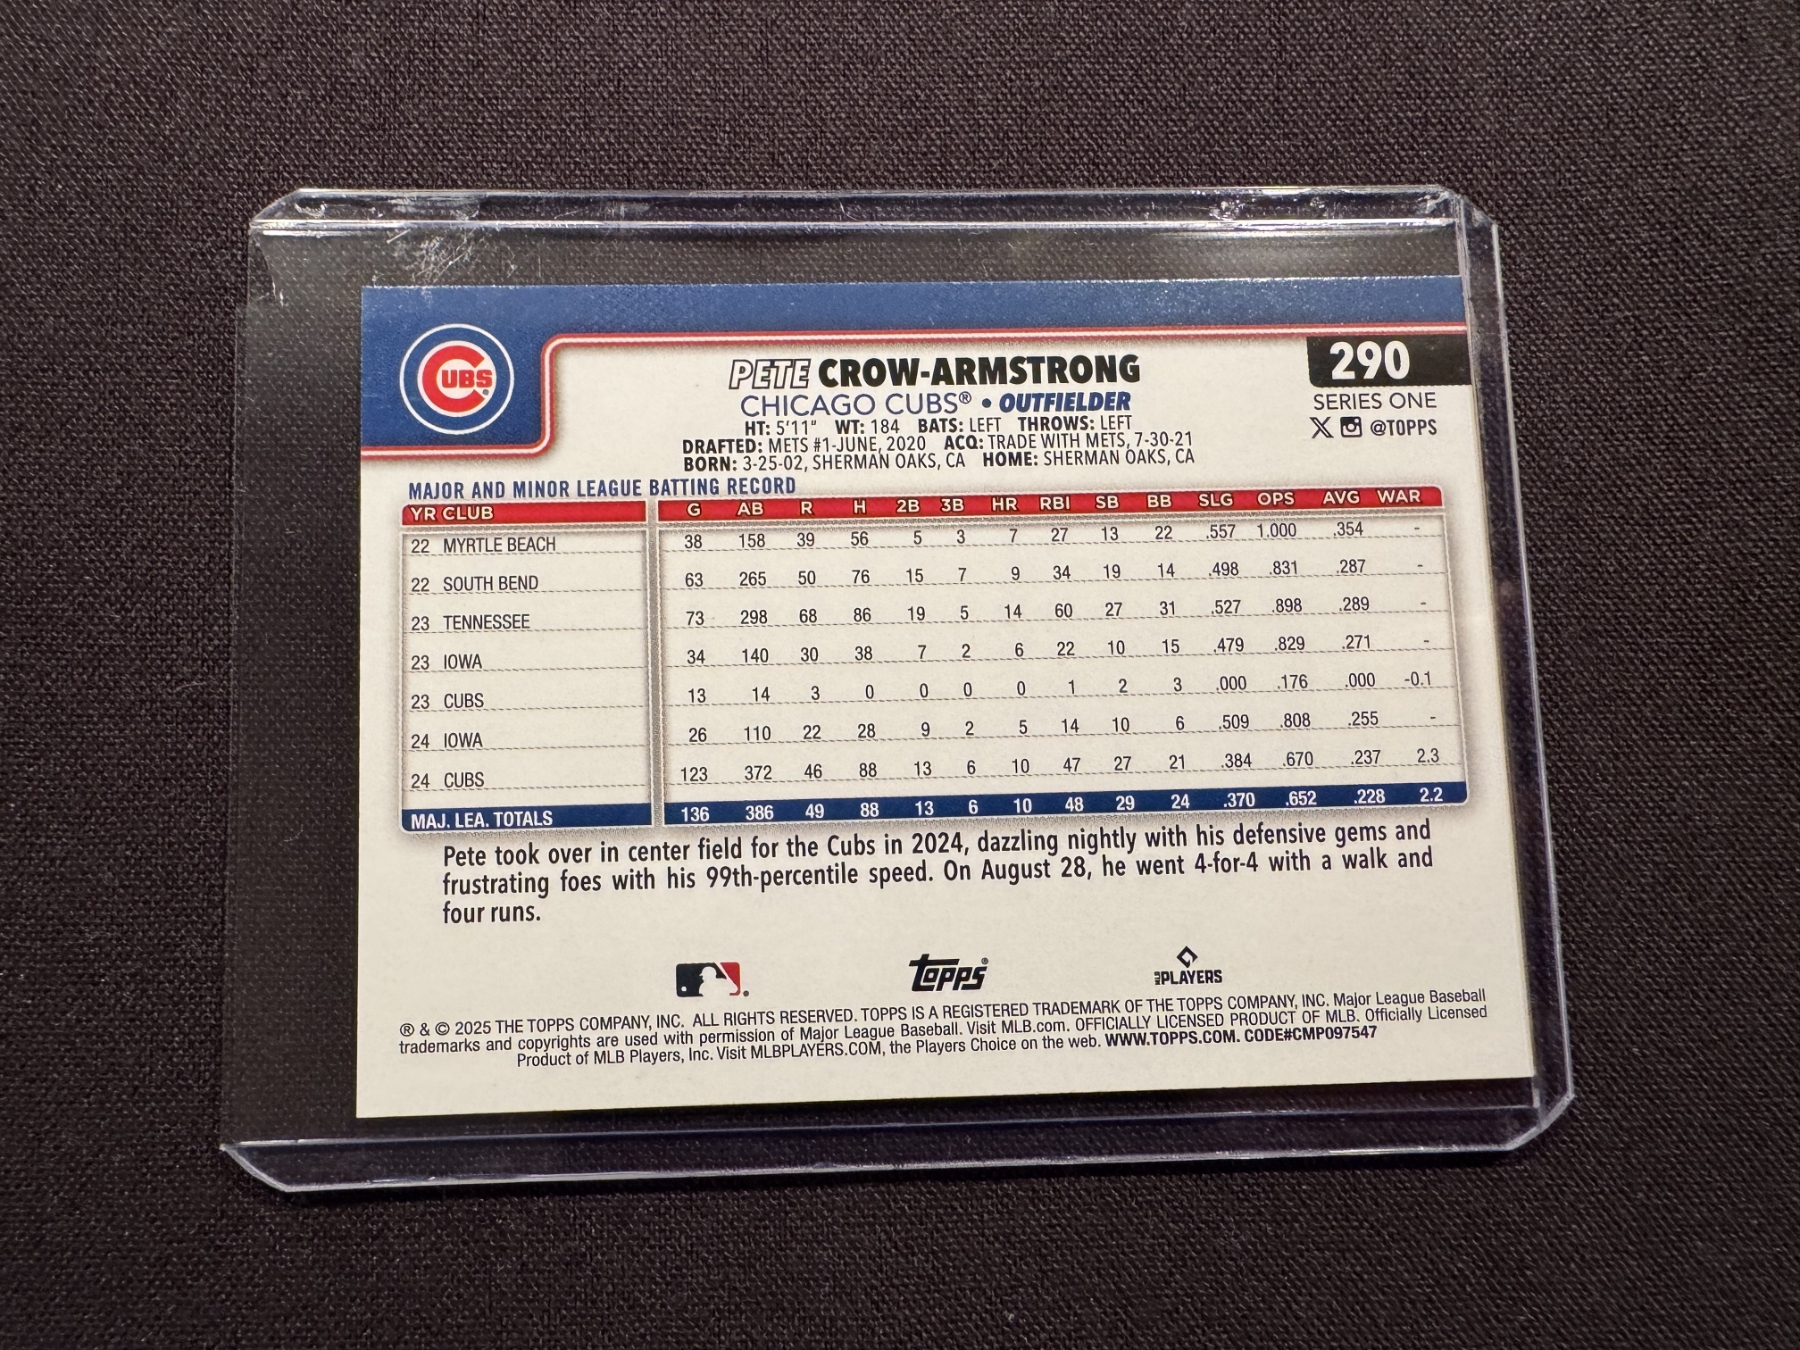 CUBS
PETE CROW-ARMSTRONG
290
CHICAGO CUBS® • OUTFIELDER
SERIES ONE
HT: 5'11" WT: 184 BATS: LEFT THROWS: LEFT
@TOPPS
DRAFTED: METS #1-JUNE, 2020 ACQ: TRADE WITH METS, 7-30-21
BORN: 3-25-02, SHERMAN OAKS, CA HOME: SHERMAN OAKS, CA
MAJOR AND MINOR LEAGUE BATTING RECORD
YR CLUB G AB R H 2B 3B HR RBI SB BB SLG OPS AVG WAR
22 MYRTLE BEACH 38 158 39 56 5 3 7 27 13 22 .557 1.000 .354 -
22 SOUTH BEND 63 265 50 76 15 7 9 34 19 14 .498 .831 .287 -
23 TENNESSEE 73 298 68 86 19 5 14 60 27 31 .527 .898 .289 -
23 IOWA 34 140 30 38 7 2 6 22 10 15 .479 .829 .271 -
23 CUBS 13 14 3 0 0 0 0 1 2 3 .000 .176 .000 -0.1
24 IOWA 26 110 22 28 9 2 5 14 10 6 .509 .808 .255 -
24 CUBS 123 372 46 88 13 6 10 47 27 21 .384 .670 .237 2.3
MAJ. LEA. TOTALS 136 386 49 88 13 6 10 48 29 24 .370 .652 .228 2.2
Pete took over in center field for the Cubs in 2024, dazzling nightly with his defensive gems and
frustrating foes with his 99th-percentile speed. On August 28, he went 4-for-4 with a walk and
four runs.
Topps®
MLB PLAYERS
® & © 2025 THE TOPPS COMPANY, INC. ALL RIGHTS RESERVED. TOPPS IS A REGISTERED TRADEMARK OF THE TOPPS COMPANY, INC. Major League Baseball
trademarks and copyrights are used with permission of Major League Baseball. Visit MLB.com. OFFICIALLY LICENSED PRODUCT OF MLB. Officially Licensed
Product of MLB Players, Inc. Visit MLBPLAYERS.COM, the Players Choice on the web. WWW.TOPPS.COM. CODE#CMP097547